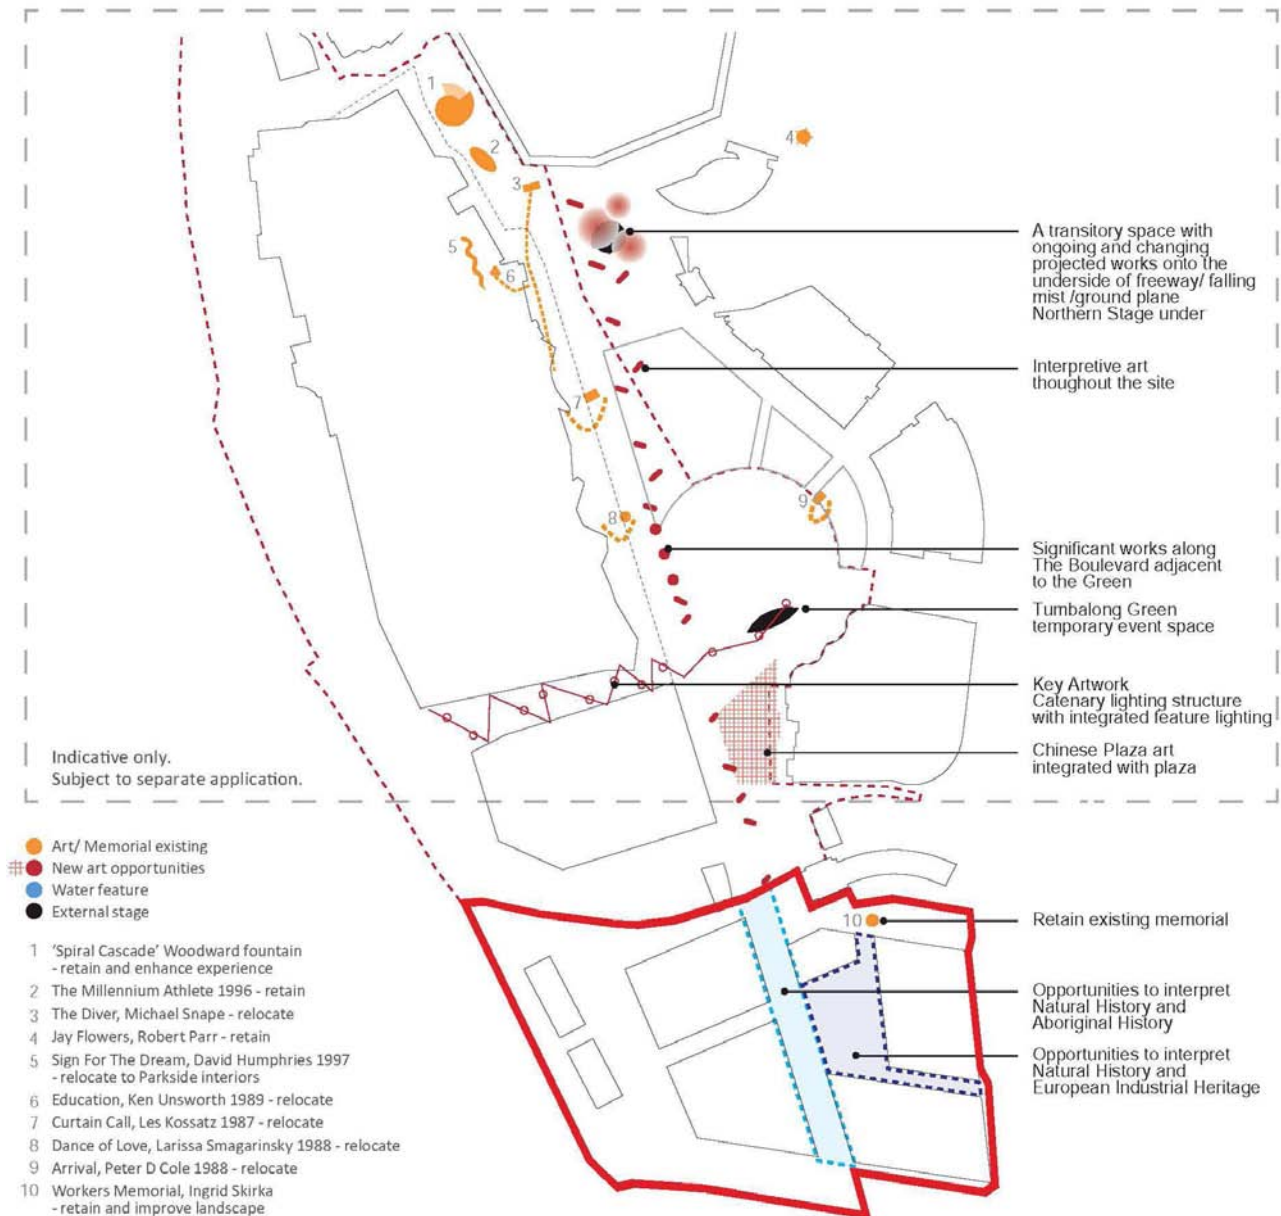 1
2
3
4
5
6
7
8
9
10
A transitory space with
ongoing and changing
projected works onto the
underside of freeway/ falling
mist /ground plane
Northern Stage under
Interpretive art
thoughout the site
Significant works along
The Boulevard adjacent
to the Green
Tumbalong Green
temporary event space
Key Artwork
Catenary lighting structure
with integrated feature lighting
Chinese Plaza art
integrated with plaza
Indicative only.
Subject to separate application.
Retain existing memorial
Opportunities to interpret
Natural History and
Aboriginal History
Opportunities to interpret
Natural History and
European Industrial Heritage
Art/ Memorial existing
New art opportunities
Water feature
External stage
1 'Spiral Cascade' Woodward fountain
- retain and enhance experience
2 The Millennium Athlete 1996 - retain
3 The Diver, Michael Snape - relocate
4 Jay Flowers, Robert Parr - retain
5 Sign For The Dream, David Humphries 1997
- relocate to Parkside interiors
6 Education, Ken Unsworth 1989 - relocate
7 Curtain Call, Les Kossatz 1987 - relocate
8 Dance of Love, Larissa Smagarinsky 1988 - relocate
9 Arrival, Peter D Cole 1988 - relocate
10 Workers Memorial, Ingrid Skirka
- retain and improve landscape